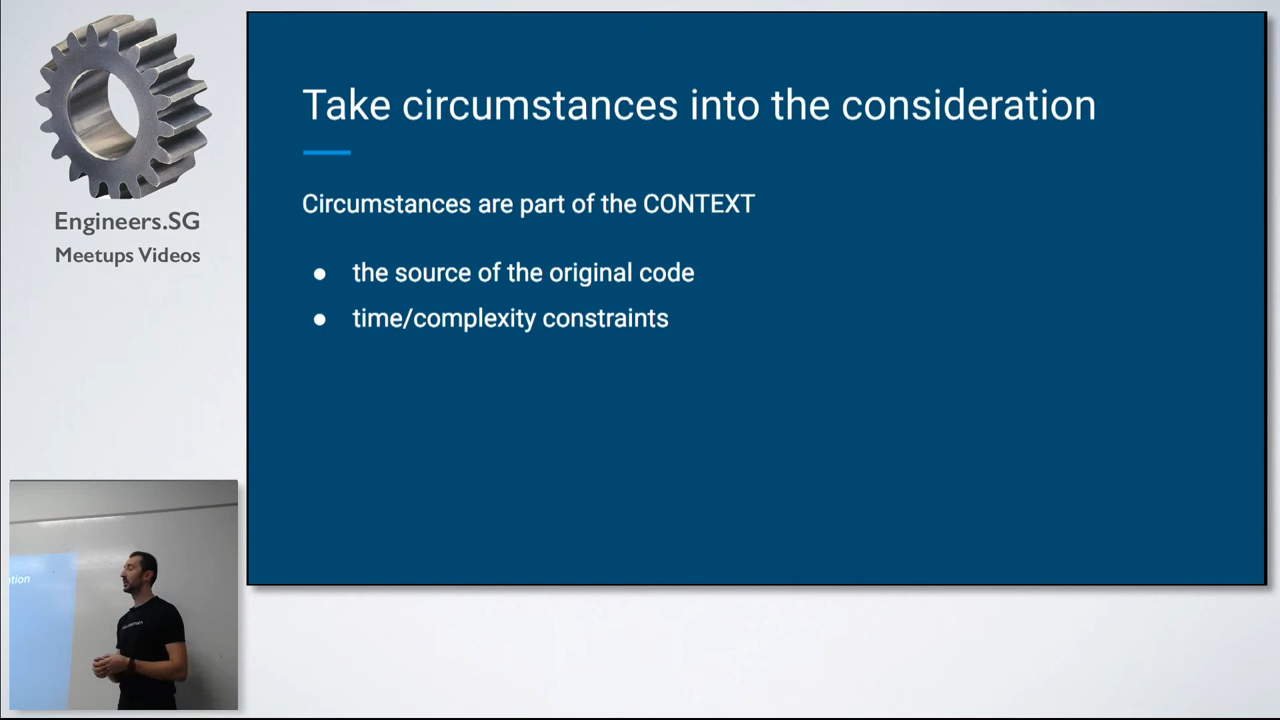 Engineers.SG
Meetups Videos
Take circumstances into the consideration
Circumstances are part of the CONTEXT
● the source of the original code
● time/complexity constraints